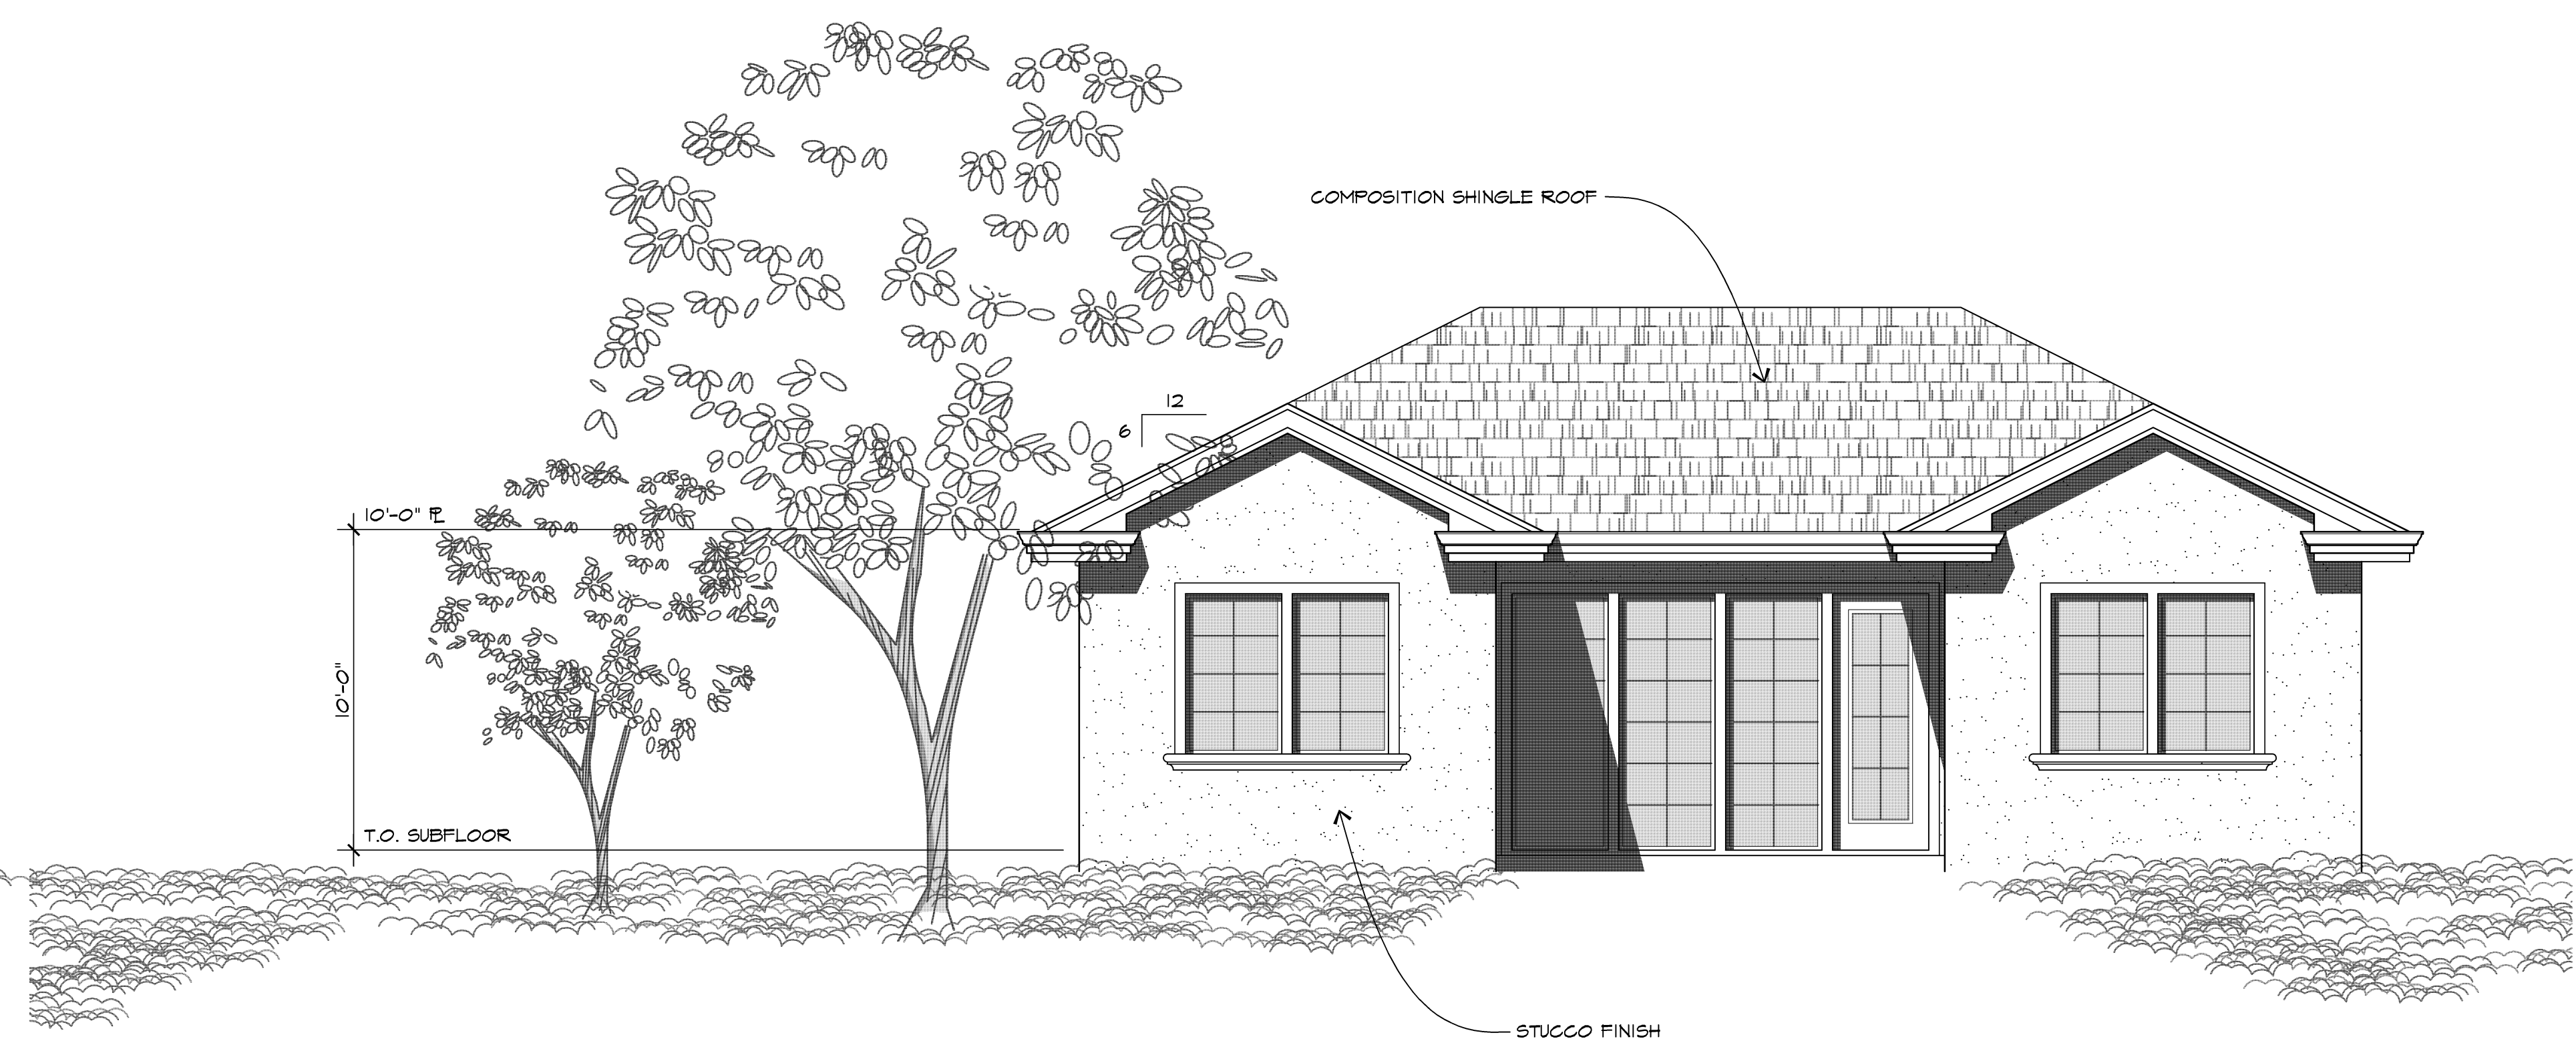 COMPOSITION SHINGLE ROOF
12
6
10'-0" PL
10'-0"
T.O. SUBFLOOR
STUCCO FINISH